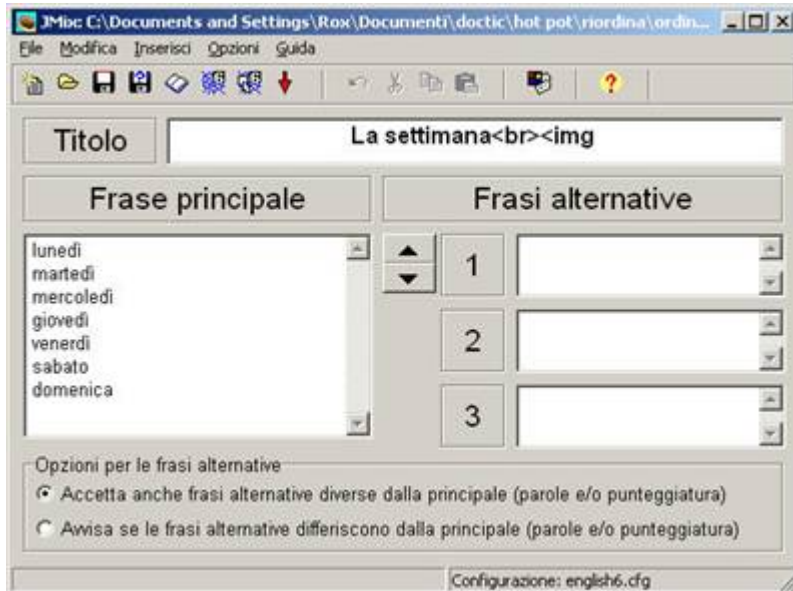 JMix: C:\Documents and Settings\Rox\Documenti\doctic\hot pot\riordina\ordin...
File Modifica Inserisci Opzioni Guida
Titolo
La settimana<br><img
Frase principale
Frasi alternative
lunedì
martedì
mercoledì
giovedì
venerdì
sabato
domenica
1
2
3
Opzioni per le frasi alternative
Accetta anche frasi alternative diverse dalla principale (parole e/o punteggiatura)
Avvisa se le frasi alternative differiscono dalla principale (parole e/o punteggiatura)
Configurazione: english6.cfg